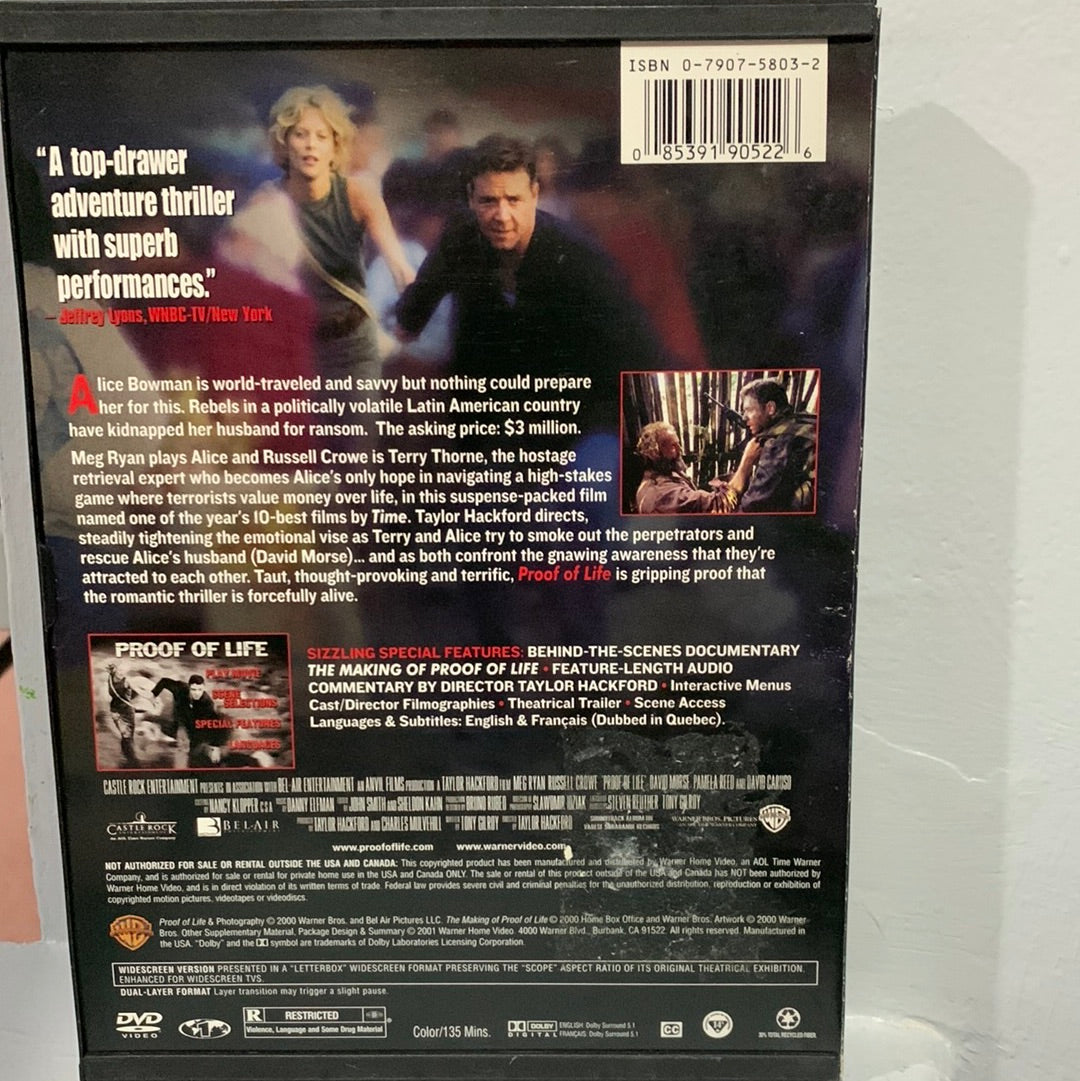 ISBN 0-7907-5803-2
0 85391 90522 6
“A top-drawer
adventure thriller
with superb
performances.”
– Jeffrey Lyons, WNBC-TV/New York
Alice Bowman is world-traveled and savvy but nothing could prepare
her for this. Rebels in a politically volatile Latin American country
have kidnapped her husband for ransom. The asking price: $3 million.
Meg Ryan plays Alice and Russell Crowe is Terry Thorne, the hostage
retrieval expert who becomes Alice's only hope in navigating a high-stakes
game where terrorists value money over life, in this suspense-packed film
named one of the year's 10-best films by Time. Taylor Hackford directs,
steadily tightening the emotional vise as Terry and Alice try to smoke out the perpetrators and
rescue Alice's husband (David Morse)... and as both confront the gnawing awareness that they're
attracted to each other. Taut, thought-provoking and terrific, Proof of Life is gripping proof that
the romantic thriller is forcefully alive.
PROOF OF LIFE
PLAY MOVIE
SCENE
SELECTIONS
SPECIAL FEATURES
LANGUAGES
SIZZLING SPECIAL FEATURES: BEHIND-THE-SCENES DOCUMENTARY
THE MAKING OF PROOF OF LIFE • FEATURE-LENGTH AUDIO
COMMENTARY BY DIRECTOR TAYLOR HACKFORD • Interactive Menus
Cast/Director Filmographies • Theatrical Trailer • Scene Access
Languages & Subtitles: English & Français (Dubbed in Quebec).
CASTLE ROCK ENTERTAINMENT PRESENTS IN ASSOCIATION WITH BEL-AIR ENTERTAINMENT AN ANVIL FILMS PRODUCTION A TAYLOR HACKFORD FILM MEG RYAN RUSSELL CROWE "PROOF OF LIFE" DAVID MORSE PAMELA REED AND DAVID CARUSO
NANCY KLOPPER C.S.A. DANNY ELFMAN JOHN SMITH AND SHELDON KAHN BRUNO RUBEO SLAWOMIR IDZIAK STEVEN REUTHER TONY GILROY
TAYLOR HACKFORD AND CHARLES MULVEHILL TONY GILROY TAYLOR HACKFORD
SOUNDTRACK ALBUM ON
VARESE SARABANDE RECORDS
WARNER BROS. PICTURES
CASTLE ROCK
ENTERTAINMENT
An AOL Time Warner Company
BEL-AIR
ENTERTAINMENT
www.proofoflife.com www.warnervideo.com
NOT AUTHORIZED FOR SALE OR RENTAL OUTSIDE THE USA AND CANADA: This copyrighted product has been manufactured and distributed by Warner Home Video, an AOL Time Warner
Company, and is authorized for sale or rental for private home use in the USA and Canada ONLY. The sale or rental of this product outside of the USA and Canada has NOT been authorized by
Warner Home Video, and is in direct violation of its written terms of trade. Federal law provides severe civil and criminal penalties for the unauthorized distribution, reproduction or exhibition of
copyrighted motion pictures, videotapes or videodiscs.
Proof of Life & Photography © 2000 Warner Bros. and Bel Air Pictures LLC. The Making of Proof of Life © 2000 Home Box Office and Warner Bros. Artwork © 2000 Warner
Bros. Other Supplementary Material, Package Design & Summary © 2001 Warner Home Video. 4000 Warner Blvd., Burbank, CA 91522. All rights reserved. Manufactured in
the USA. "Dolby" and the DD symbol are trademarks of Dolby Laboratories Licensing Corporation.
WIDESCREEN VERSION PRESENTED IN A "LETTERBOX" WIDESCREEN FORMAT PRESERVING THE "SCOPE" ASPECT RATIO OF ITS ORIGINAL THEATRICAL EXHIBITION.
ENHANCED FOR WIDESCREEN TVS.
DUAL-LAYER FORMAT Layer transition may trigger a slight pause.
DVD
VIDEO
1
R RESTRICTED
Violence, Language and Some Drug Material
Color/135 Mins.
DOLBY
DIGITAL
ENGLISH: Dolby Surround 5.1
FRANÇAIS: Dolby Surround 5.1
CC
14
30% TOTAL RECYCLED FIBER